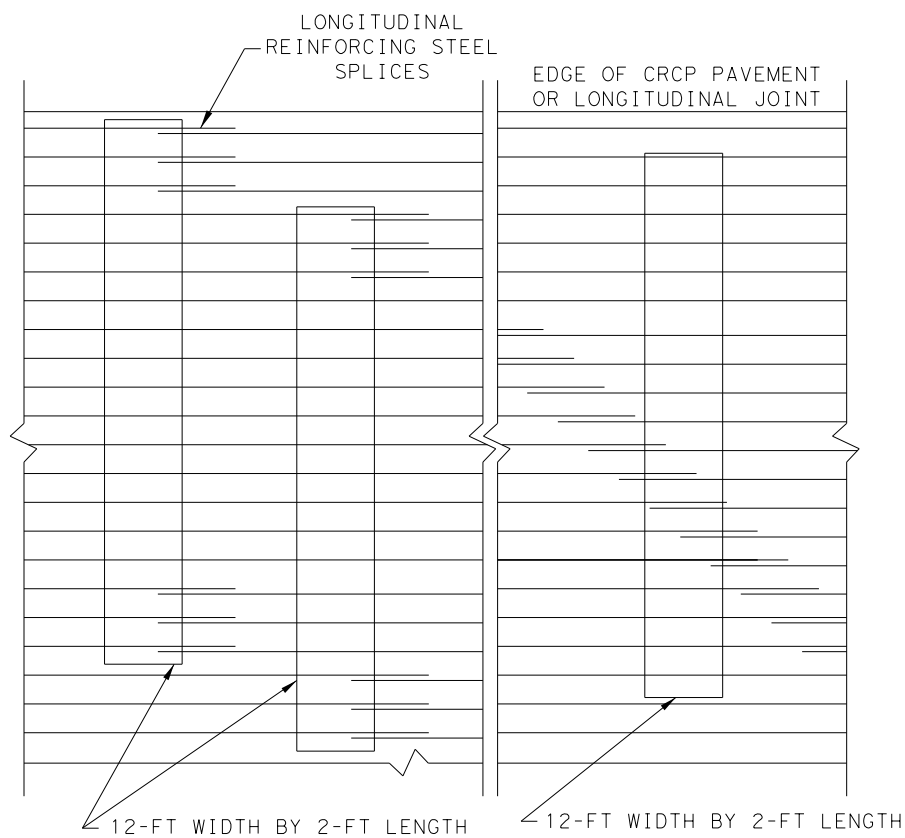 LONGITUDINAL
REINFORCING STEEL
SPLICES
EDGE OF CRCP PAVEMENT
OR LONGITUDINAL JOINT
12-FT WIDTH BY 2-FT LENGTH
12-FT WIDTH BY 2-FT LENGTH